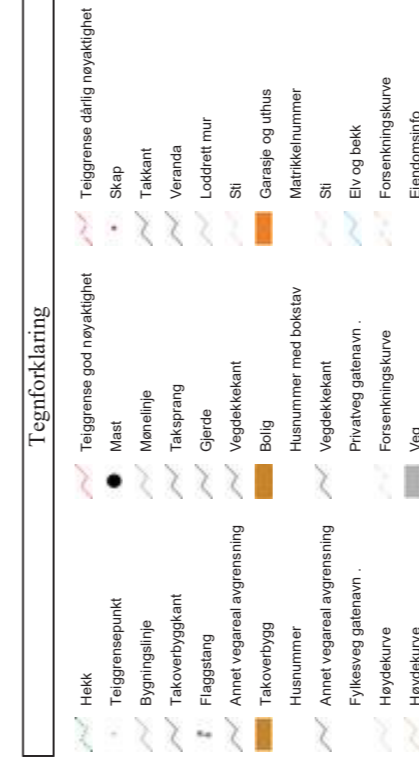 Tegnforklaring
Hekk
Teiggrensepunkt
Bygningslinje
Takoverbyggkant
Flaggstang
Annet vegareal avgrensning
Takoverbygg
Husnummer
Annet vegareal avgrensning
Fylkesveg gatenavn .
Høydekurve
Høydekurve
Teiggrense god nøyaktighet
Mast
Mønelinje
Taksprang
Gjerde
Vegdekkekant
Bolig
Husnummer med bokstav
Vegdekkekant
Privatveg gatenavn .
Forsenkningskurve
Veg
Teiggrense dårlig nøyaktighet
Skap
Takkant
Veranda
Loddrett mur
Sti
Garasje og uthus
Matrikkelnummer
Sti
Elv og bekk
Forsenkningskurve
Eiendomsinfo